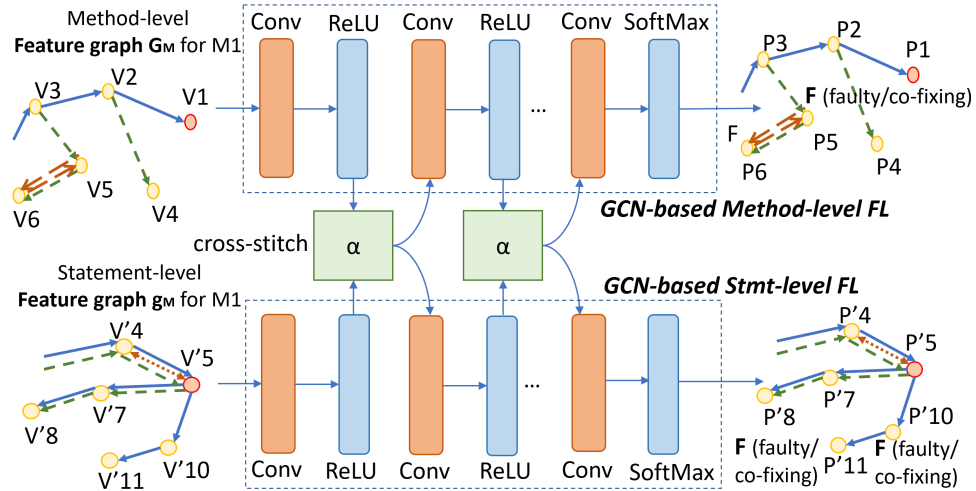 Method-level
Feature graph GM for M1
V3
V2
V1
V5
V6
V4
Conv
ReLU
Conv
ReLU
Conv
SoftMax
...
P3
P2
P1
F (faulty/co-fixing)
F
P5
P6
P4
GCN-based Method-level FL
cross-stitch
α
α
Statement-level
Feature graph gM for M1
GCN-based Stmt-level FL
V'4
V'5
V'7
V'8
V'10
V'11
...
Conv
ReLU
Conv
ReLU
Conv
SoftMax
P'4
P'5
P'7
P'8
P'10
F (faulty/
co-fixing)
P'11
F (faulty/
co-fixing)